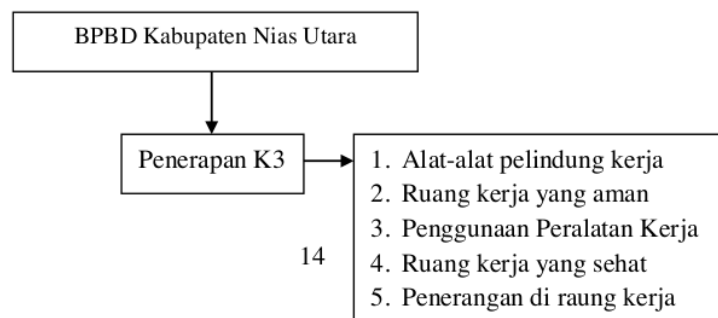 BPBD Kabupaten Nias Utara
Penerapan K3
1. Alat-alat pelindung kerja
2. Ruang kerja yang aman
3. Penggunaan Peralatan Kerja
4. Ruang kerja yang sehat
5. Penerangan di raung kerja
14